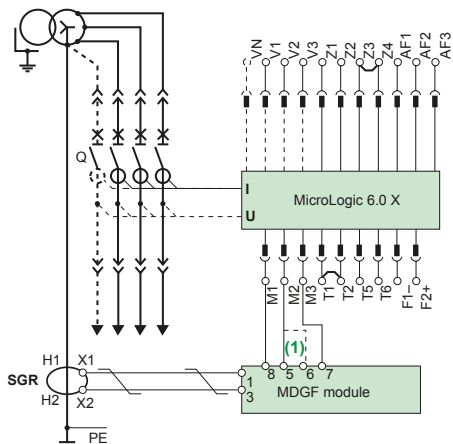 VN V1 V2 V3 Z1 Z2 Z3 Z4 AF1 AF2 AF3
Q
I
MicroLogic 6.0 X
U
M1 M2 M3 T1 T2 T5 T6 F1– F2+
(1)
8 5 6 7
H1 X1
SGR
1
MDGF module
H2 X2
3
PE